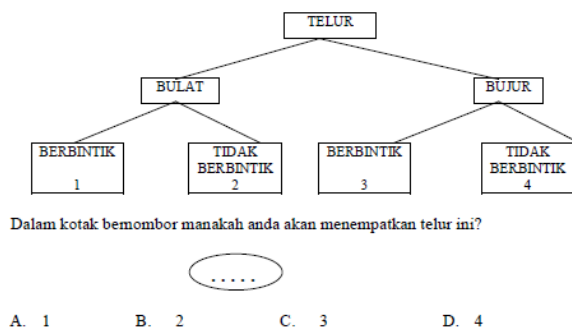 TELUR
BULAT
BUJUR
BERBINTIK
1
TIDAK
BERBINTIK
2
BERBINTIK
3
TIDAK
BERBINTIK
4
Dalam kotak bernombor manakah anda akan menempatkan telur ini?
. . . . .
A. 1 B. 2 C. 3 D. 4